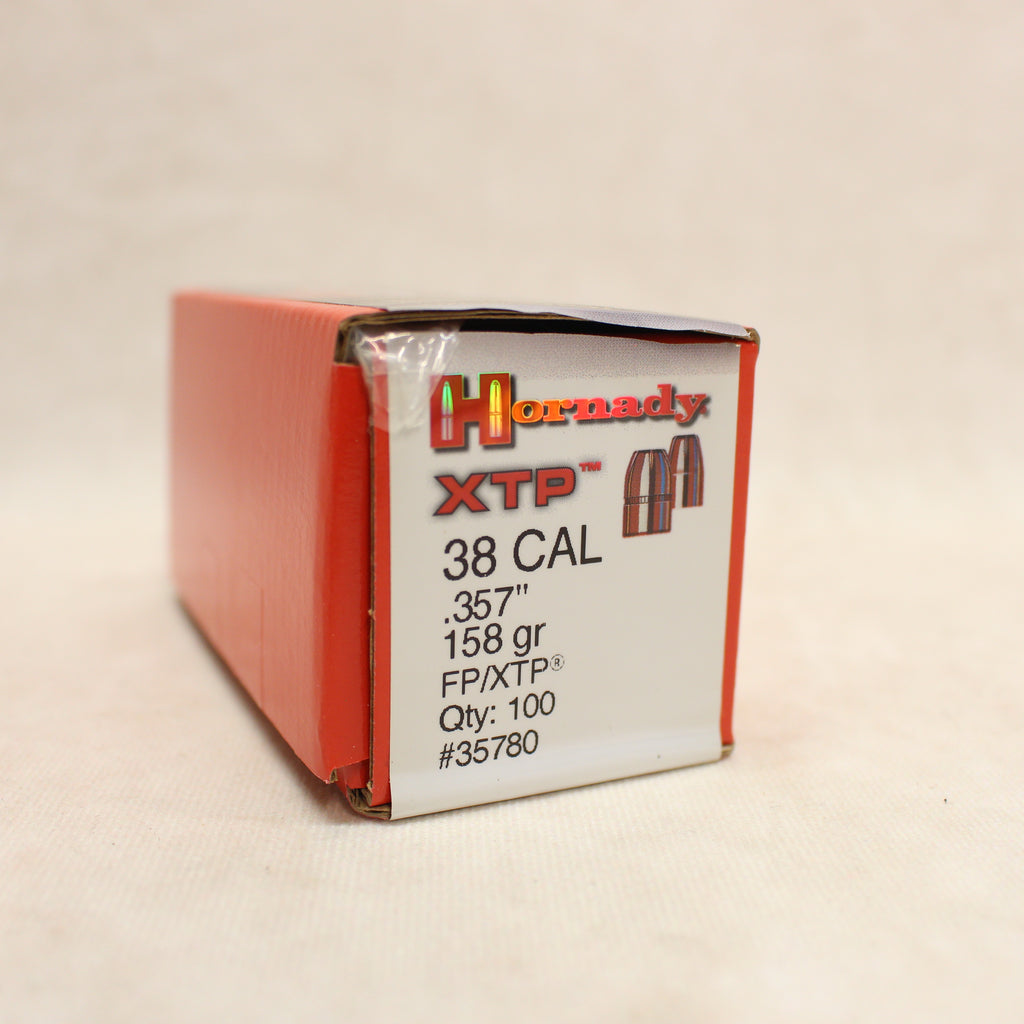 Hornady
XTP™
38 CAL
.357"
158 gr
FP/XTP®
Qty: 100
#35780